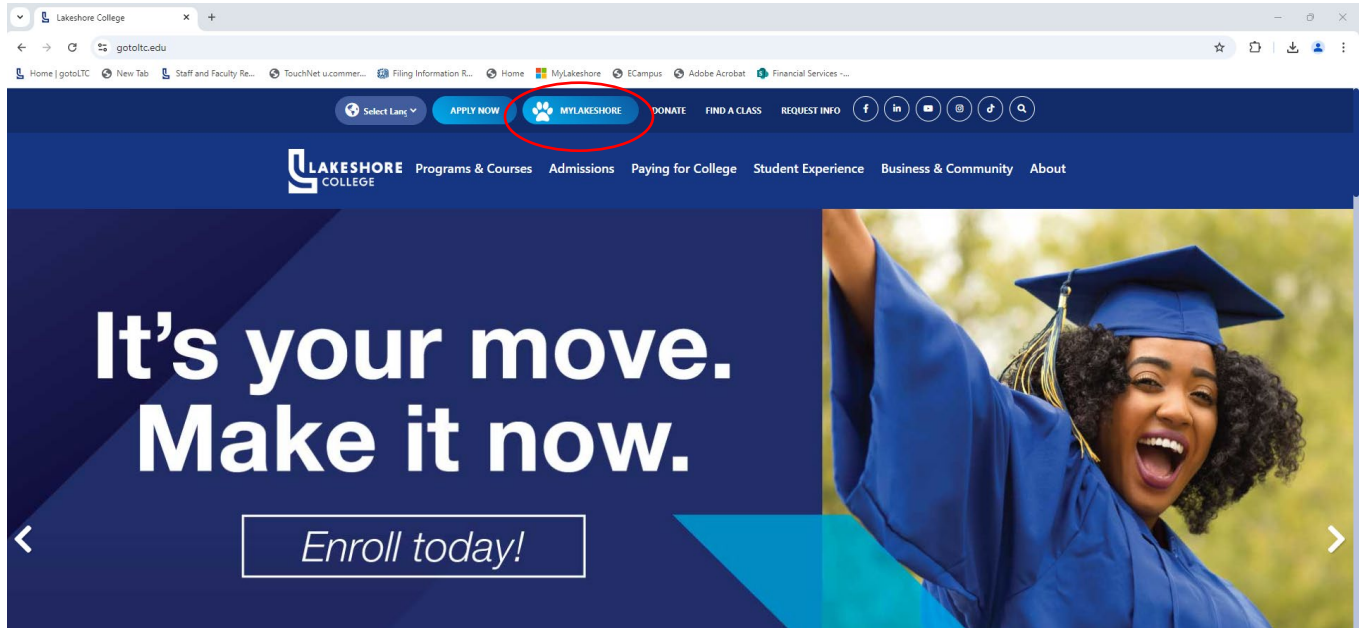 Lakeshore College
gotoltc.edu
Home | gotoLTC New Tab Staff and Faculty Re... TouchNet u.commer... Filing Information R... Home MyLakeshore ECampus Adobe Acrobat Financial Services -...
Select Lang APPLY NOW MYLAKESHORE DONATE FIND A CLASS REQUEST INFO
LAKESHORE COLLEGE Programs & Courses Admissions Paying for College Student Experience Business & Community About
It's your move.
Make it now.
Enroll today!